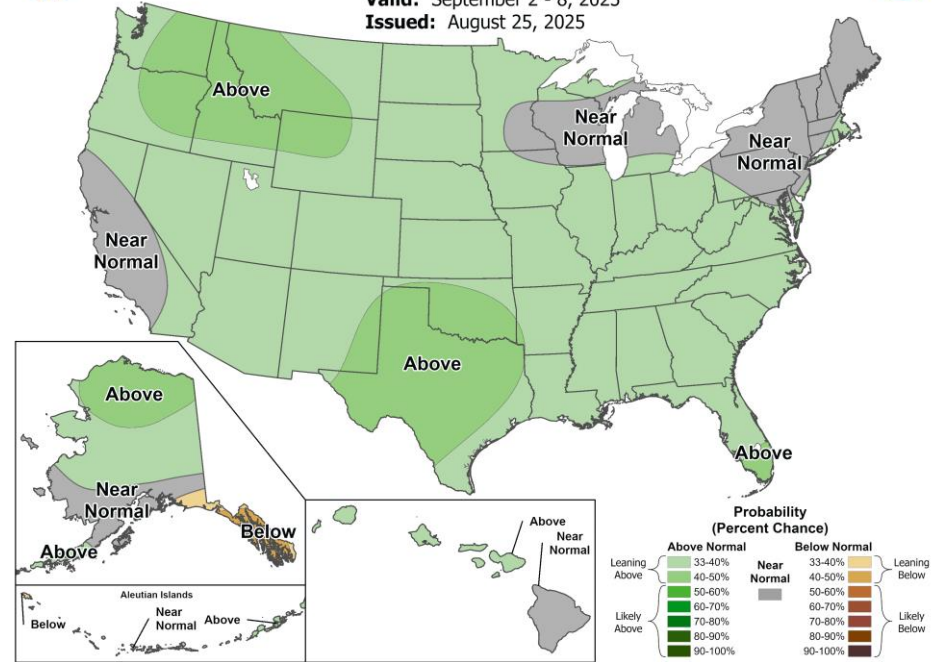 Valid: September 2 - 8, 2025
Issued: August 25, 2025
Above
Near
Normal
Near
Normal
Near
Normal
Above
Above
Above
Near
Normal
Above
Below
Aleutian Islands
Below
Near
Normal
Above
Above
Near
Normal
Probability
(Percent Chance)
Above Normal
Below Normal
Leaning
Above
33-40%
40-50%
Likely
Above
50-60%
60-70%
70-80%
80-90%
90-100%
Near
Normal
33-40%
40-50%
Leaning
Below
50-60%
60-70%
70-80%
80-90%
90-100%
Likely
Below